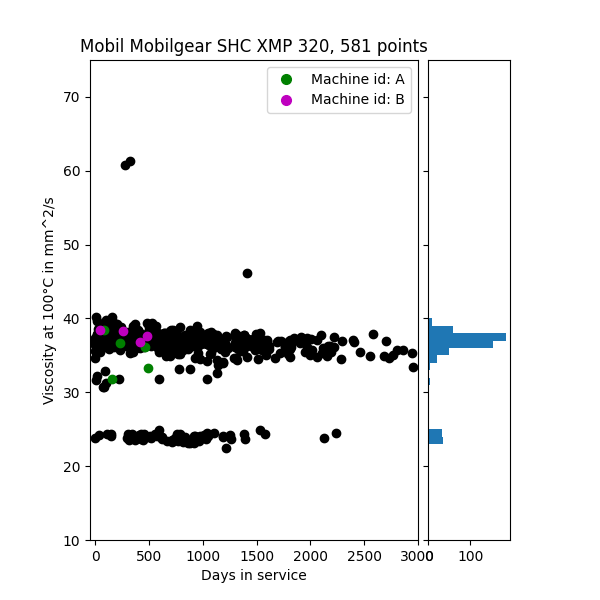 Mobil Mobilgear SHC XMP 320, 581 points
Machine id: A
Machine id: B
Viscosity at 100°C in mm^2/s
70
60
50
40
30
20
10
0 500 1000 1500 2000 2500 3000
0 100
Days in service